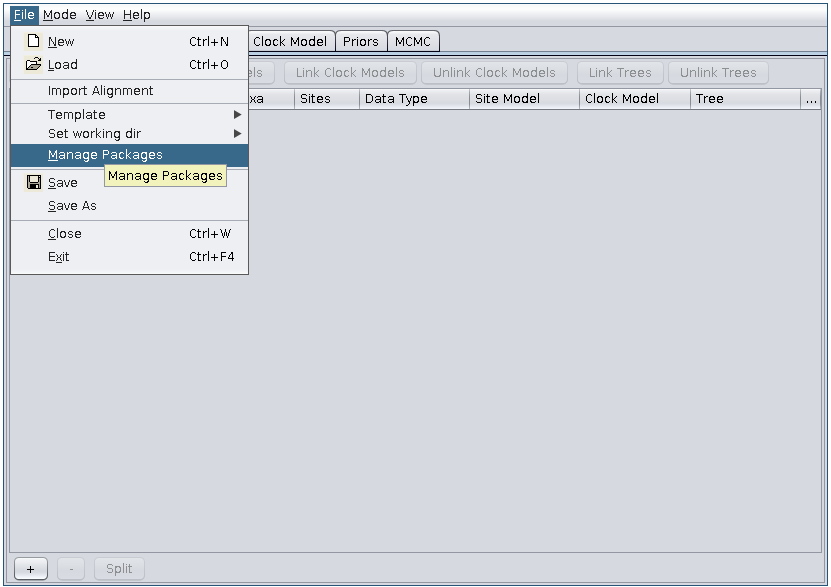 File Mode View Help
New Ctrl+N
Clock Model Priors MCMC
Load Ctrl+O
Link Clock Models Unlink Clock Models Link Trees Unlink Trees
Import Alignment
Sites Data Type Site Model Clock Model Tree ...
Template
Set working dir
Manage Packages
Manage Packages
Save
Save As
Close Ctrl+W
Exit Ctrl+F4
+ - Split